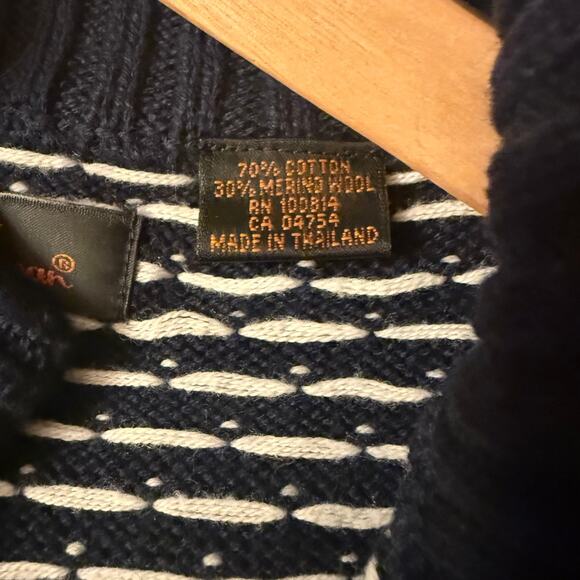 70% COTTON
30% MERINO WOOL
RN 100814
CA 04754
MADE IN THAILAND
®